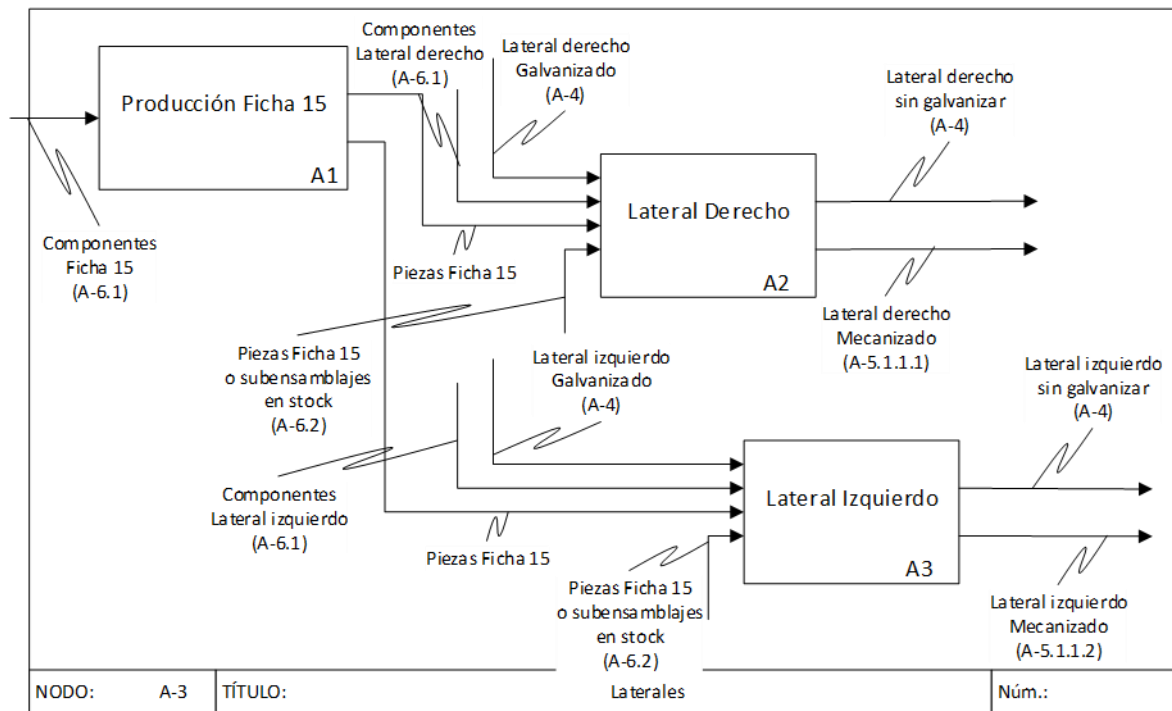 Producción Ficha 15
A1
Componentes
Ficha 15
(A-6.1)
Componentes
Lateral derecho
(A-6.1)
Lateral derecho
Galvanizado
(A-4)
Piezas Ficha 15
Lateral Derecho
A2
Lateral derecho
sin galvanizar
(A-4)
Lateral derecho
Mecanizado
(A-5.1.1.1)
Piezas Ficha 15
o subensamblajes
en stock
(A-6.2)
Lateral izquierdo
Galvanizado
(A-4)
Componentes
Lateral izquierdo
(A-6.1)
Piezas Ficha 15
Piezas Ficha 15
o subensamblajes
en stock
(A-6.2)
Lateral Izquierdo
A3
Lateral izquierdo
sin galvanizar
(A-4)
Lateral izquierdo
Mecanizado
(A-5.1.1.2)
NODO: A-3 TÍTULO: Laterales Núm.: